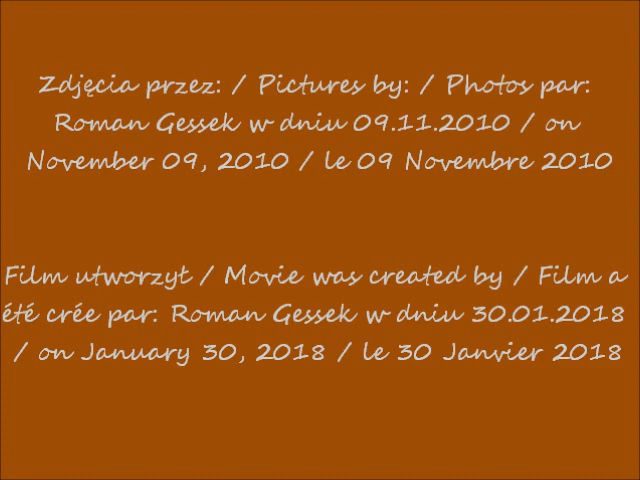 Zdjęcia przez: / Pictures by: / Photos par:
Roman Gessek w dniu 09.11.2010 / on
November 09, 2010 / le 09 Novembre 2010
Film utworzył / Movie was created by / Film a
été crée par: Roman Gessek w dniu 30.01.2018
/ on January 30, 2018 / le 30 Janvier 2018